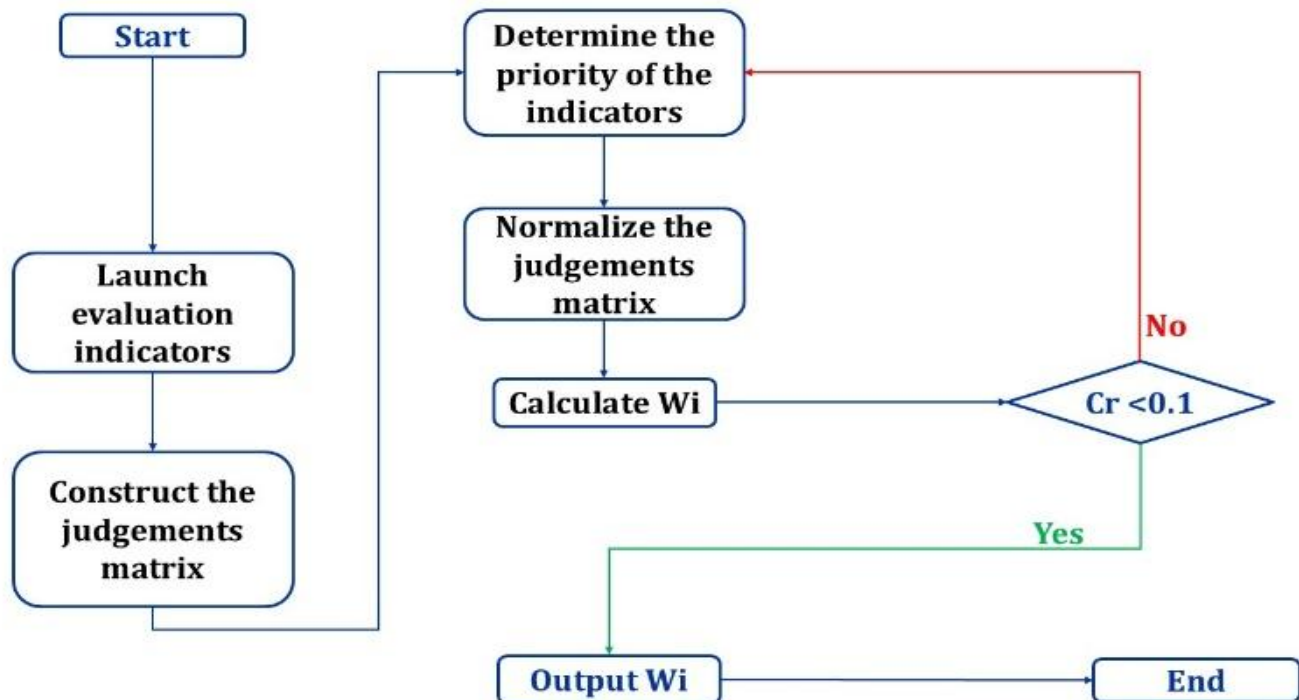 Start
Launch
evaluation
indicators
Construct the
judgements
matrix
Determine the
priority of the
indicators
Normalize the
judgements
matrix
Calculate Wi
Cr <0.1
No
Yes
Output Wi
End